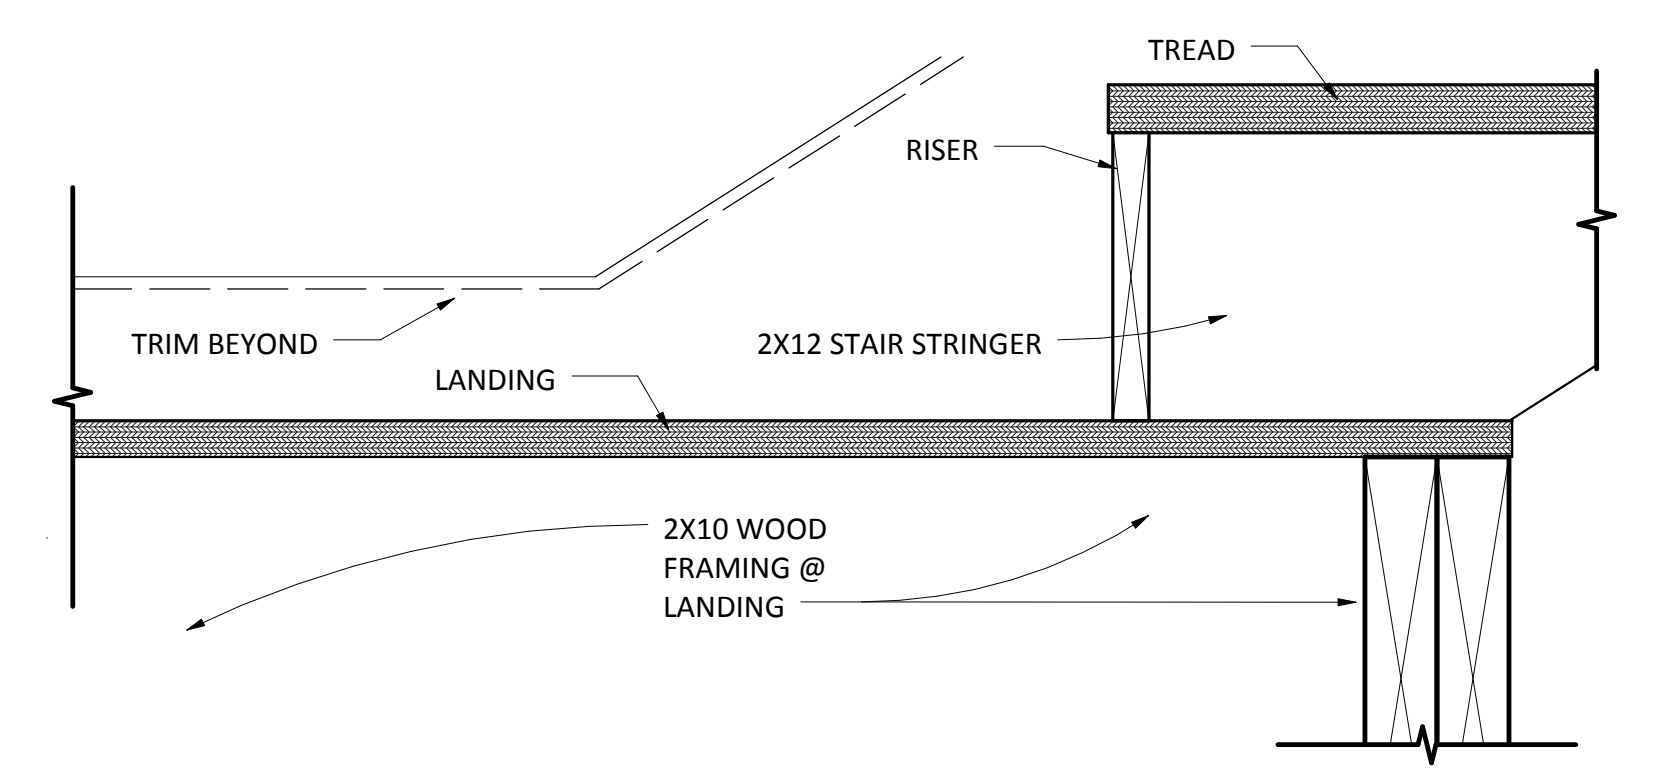 TREAD
RISER
TRIM BEYOND
2X12 STAIR STRINGER
LANDING
2X10 WOOD
FRAMING @
LANDING